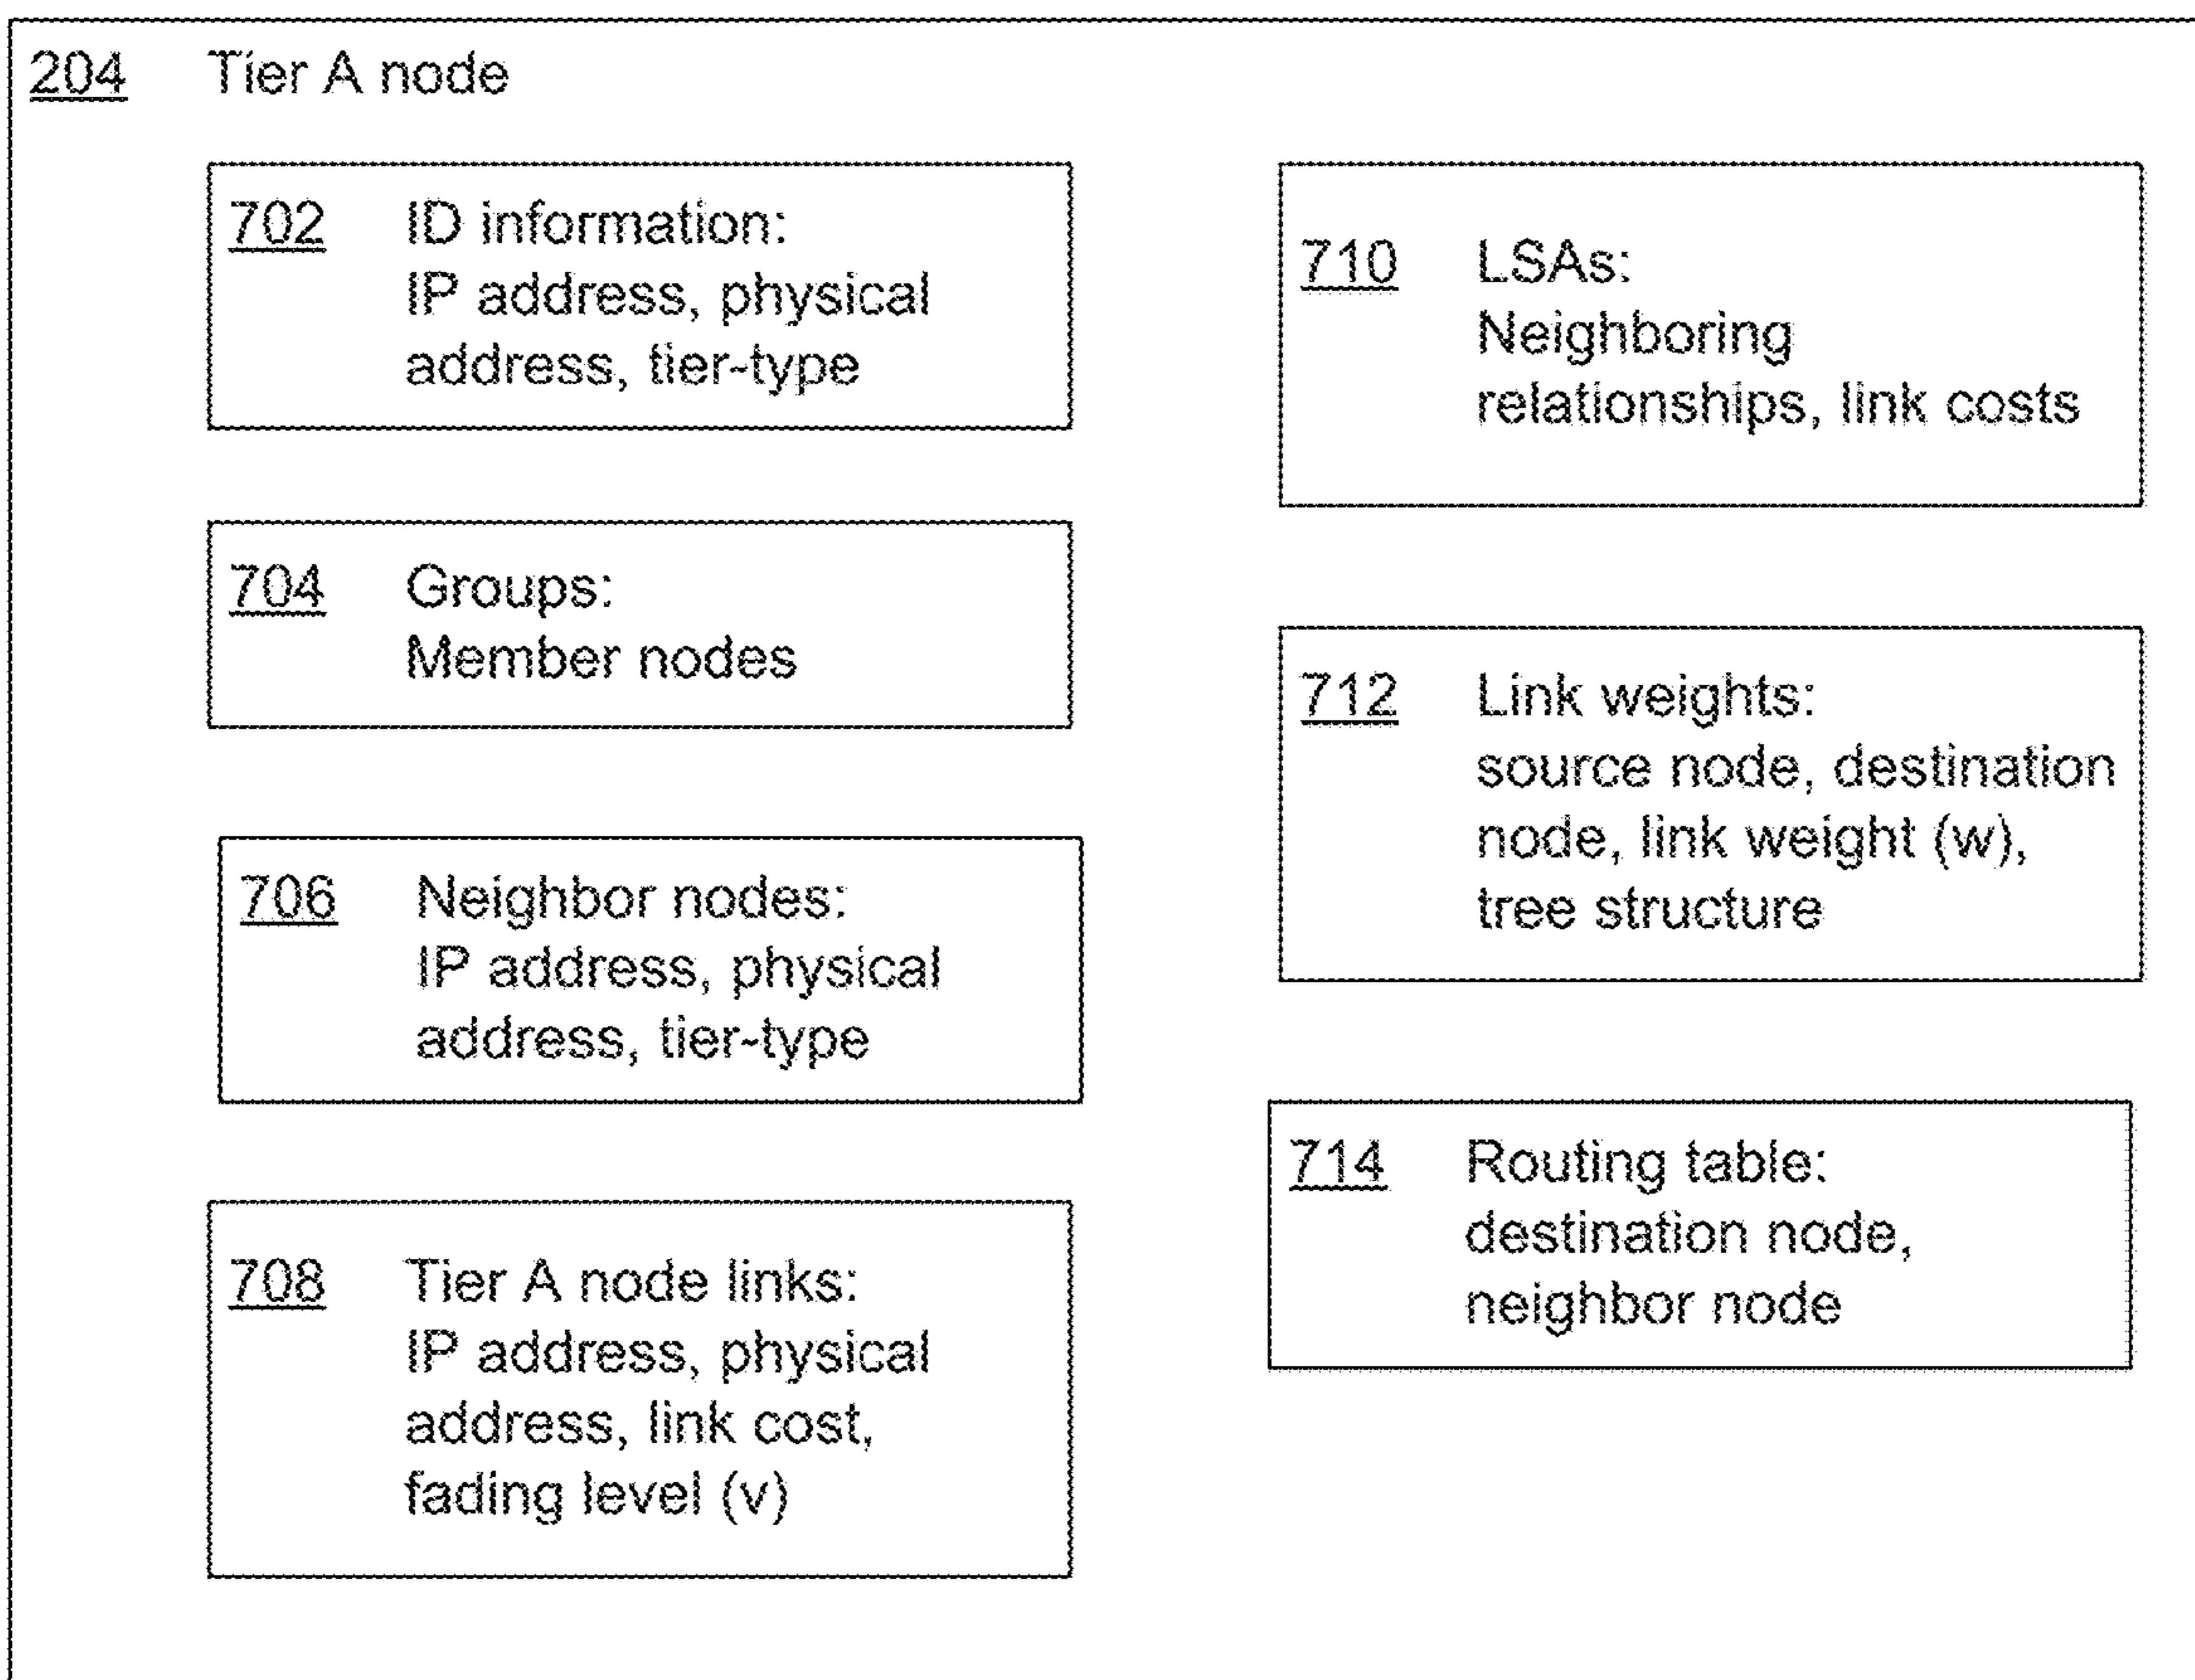 204 Tier A node
702 ID information:
IP address, physical
address, tier-type
704 Groups:
Member nodes
706 Neighbor nodes:
IP address, physical
address, tier-type
708 Tier A node links:
IP address, physical
address, link cost,
fading level (v)
710 LSAs:
Neighboring
relationships, link costs
712 Link weights:
source node, destination
node, link weight (w),
tree structure
714 Routing table:
destination node,
neighbor node